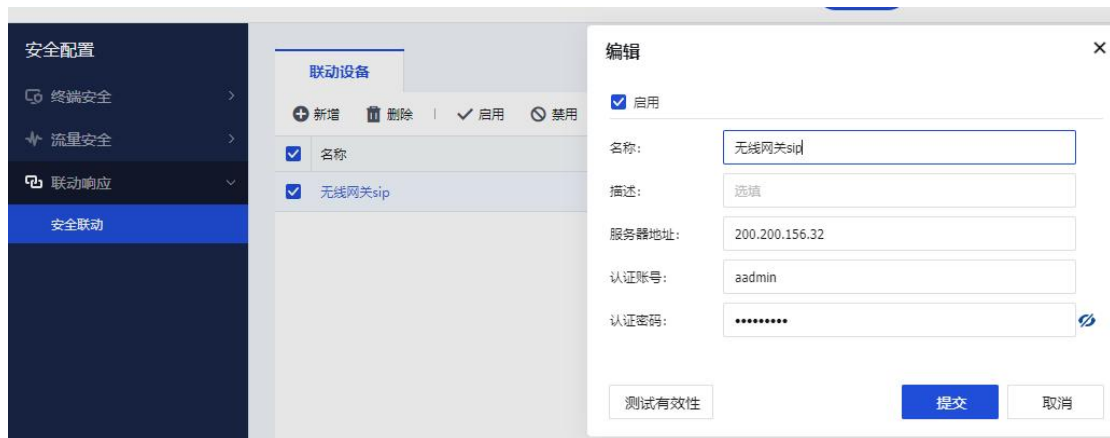 安全配置
终端安全
流量安全
联动响应
安全联动
联动设备
新增 删除 启用 禁用
名称
无线网关sip
编辑
启用
名称: 无线网关sip
描述: 选填
服务器地址: 200.200.156.32
认证账号: aadmin
认证密码: •••••••••
测试有效性 提交 取消